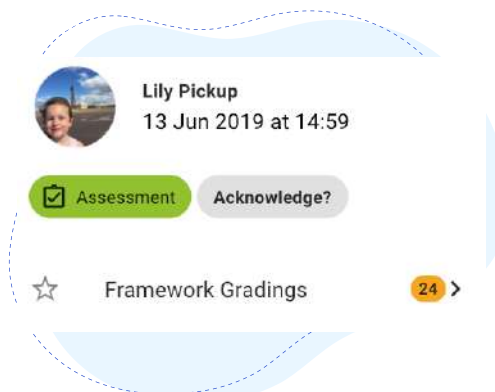 Lily Pickup
13 Jun 2019 at 14:59
Assessment Acknowledge?
Framework Gradings 24